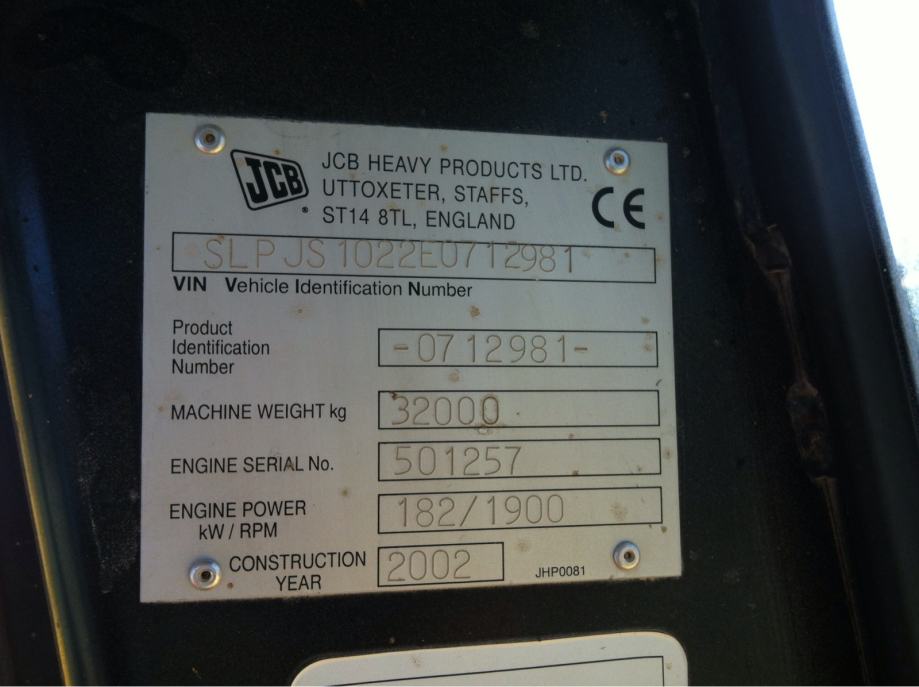 JCB
JCB HEAVY PRODUCTS LTD.
UTTOXETER, STAFFS,
ST14 8TL, ENGLAND
CE
SLPJS1022E0712981
VIN Vehicle Identification Number
Product
Identification
Number
-0712981-
MACHINE WEIGHT kg
32000
ENGINE SERIAL No.
501257
ENGINE POWER
kW / RPM
182/1900
CONSTRUCTION
YEAR
2002
JHP0081